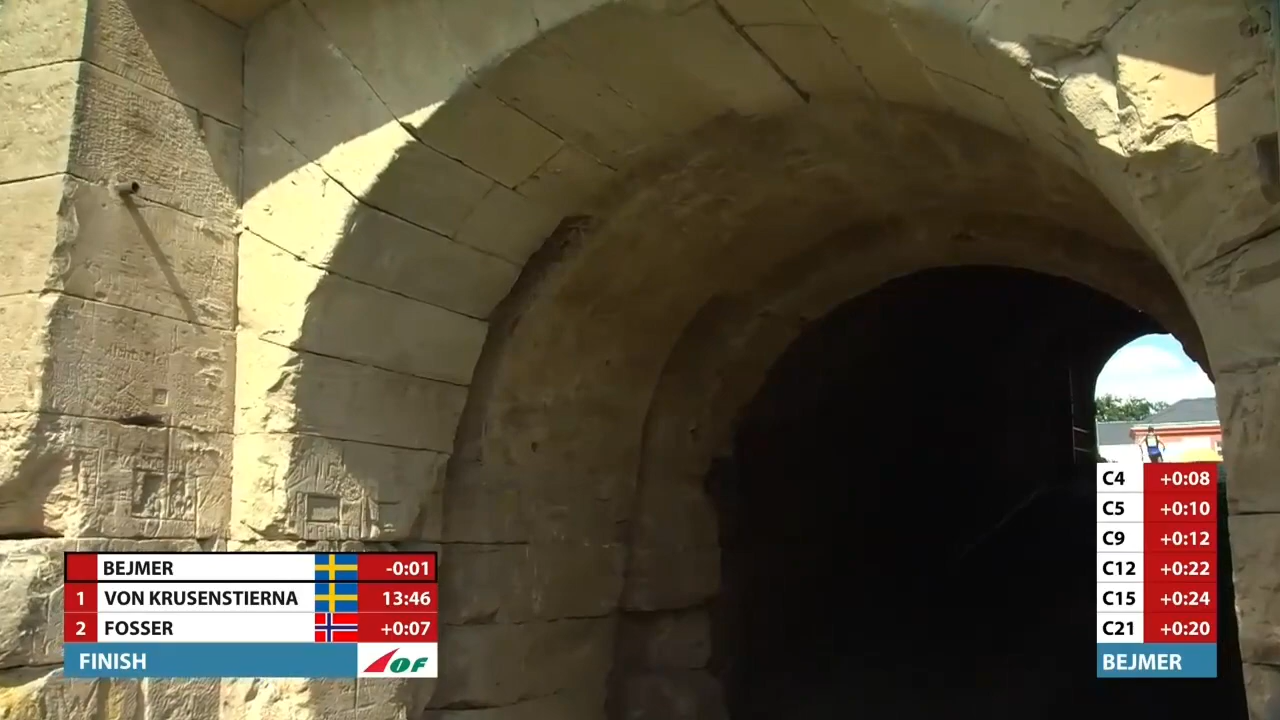 BEJMER -0:01
1 VON KRUSENSTIERNA 13:46
2 FOSSER +0:07
FINISH IOF
C4 +0:08
C5 +0:10
C9 +0:12
C12 +0:22
C15 +0:24
C21 +0:20
BEJMER